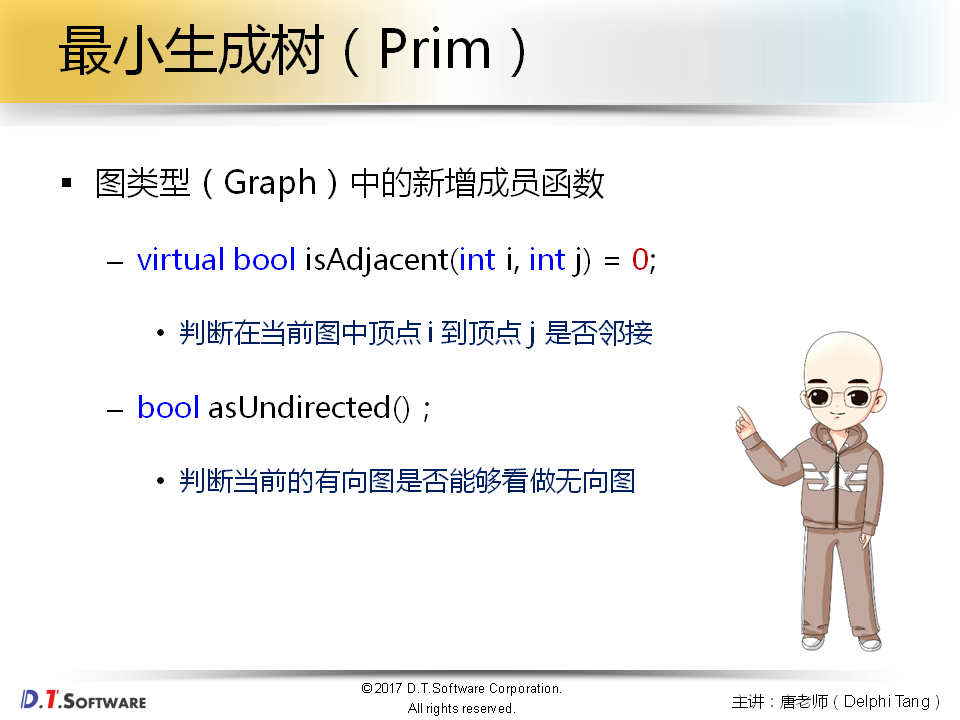 最小生成树（Prim）
▪ 图类型（Graph）中的新增成员函数
– virtual bool isAdjacent(int i, int j) = 0;
• 判断在当前图中顶点 i 到顶点 j 是否邻接
– bool asUndirected()；
• 判断当前的有向图是否能够看做无向图
D.T.SOFTWARE
©2017 D.T.Software Corporation.
All rights reserved.
主讲：唐老师（Delphi Tang）